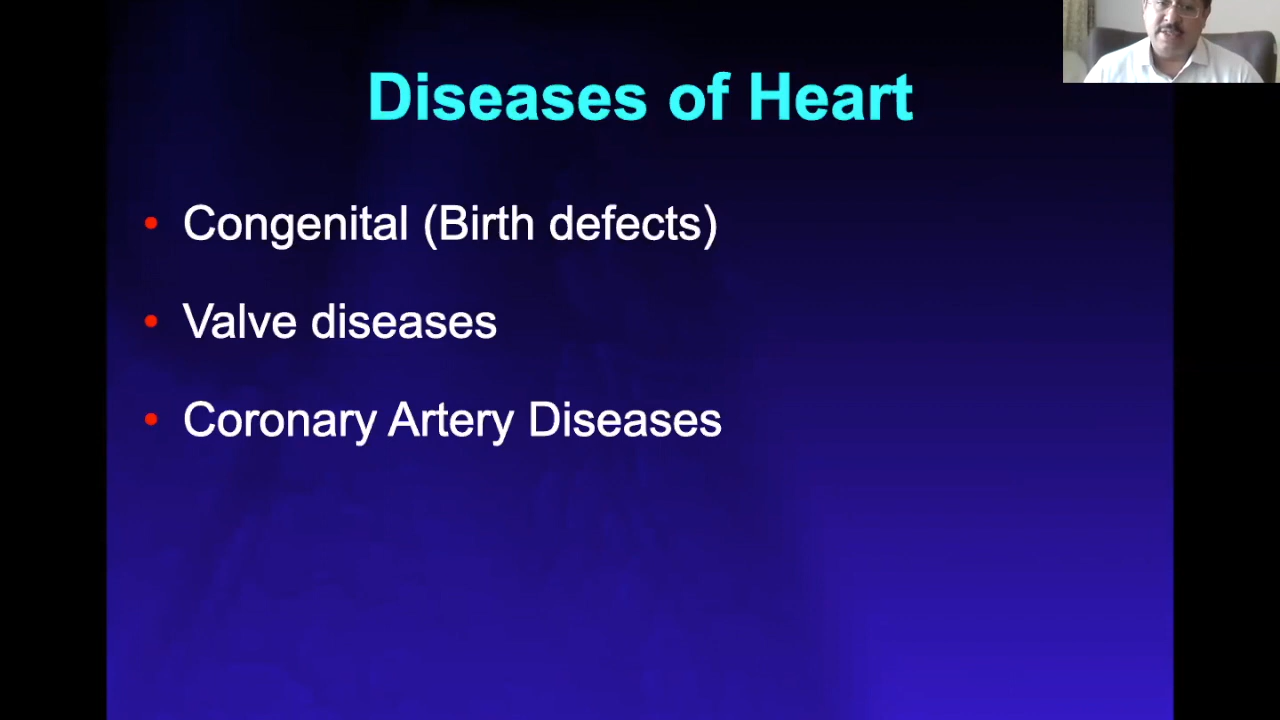 Diseases of Heart
• Congenital (Birth defects)
• Valve diseases
• Coronary Artery Diseases